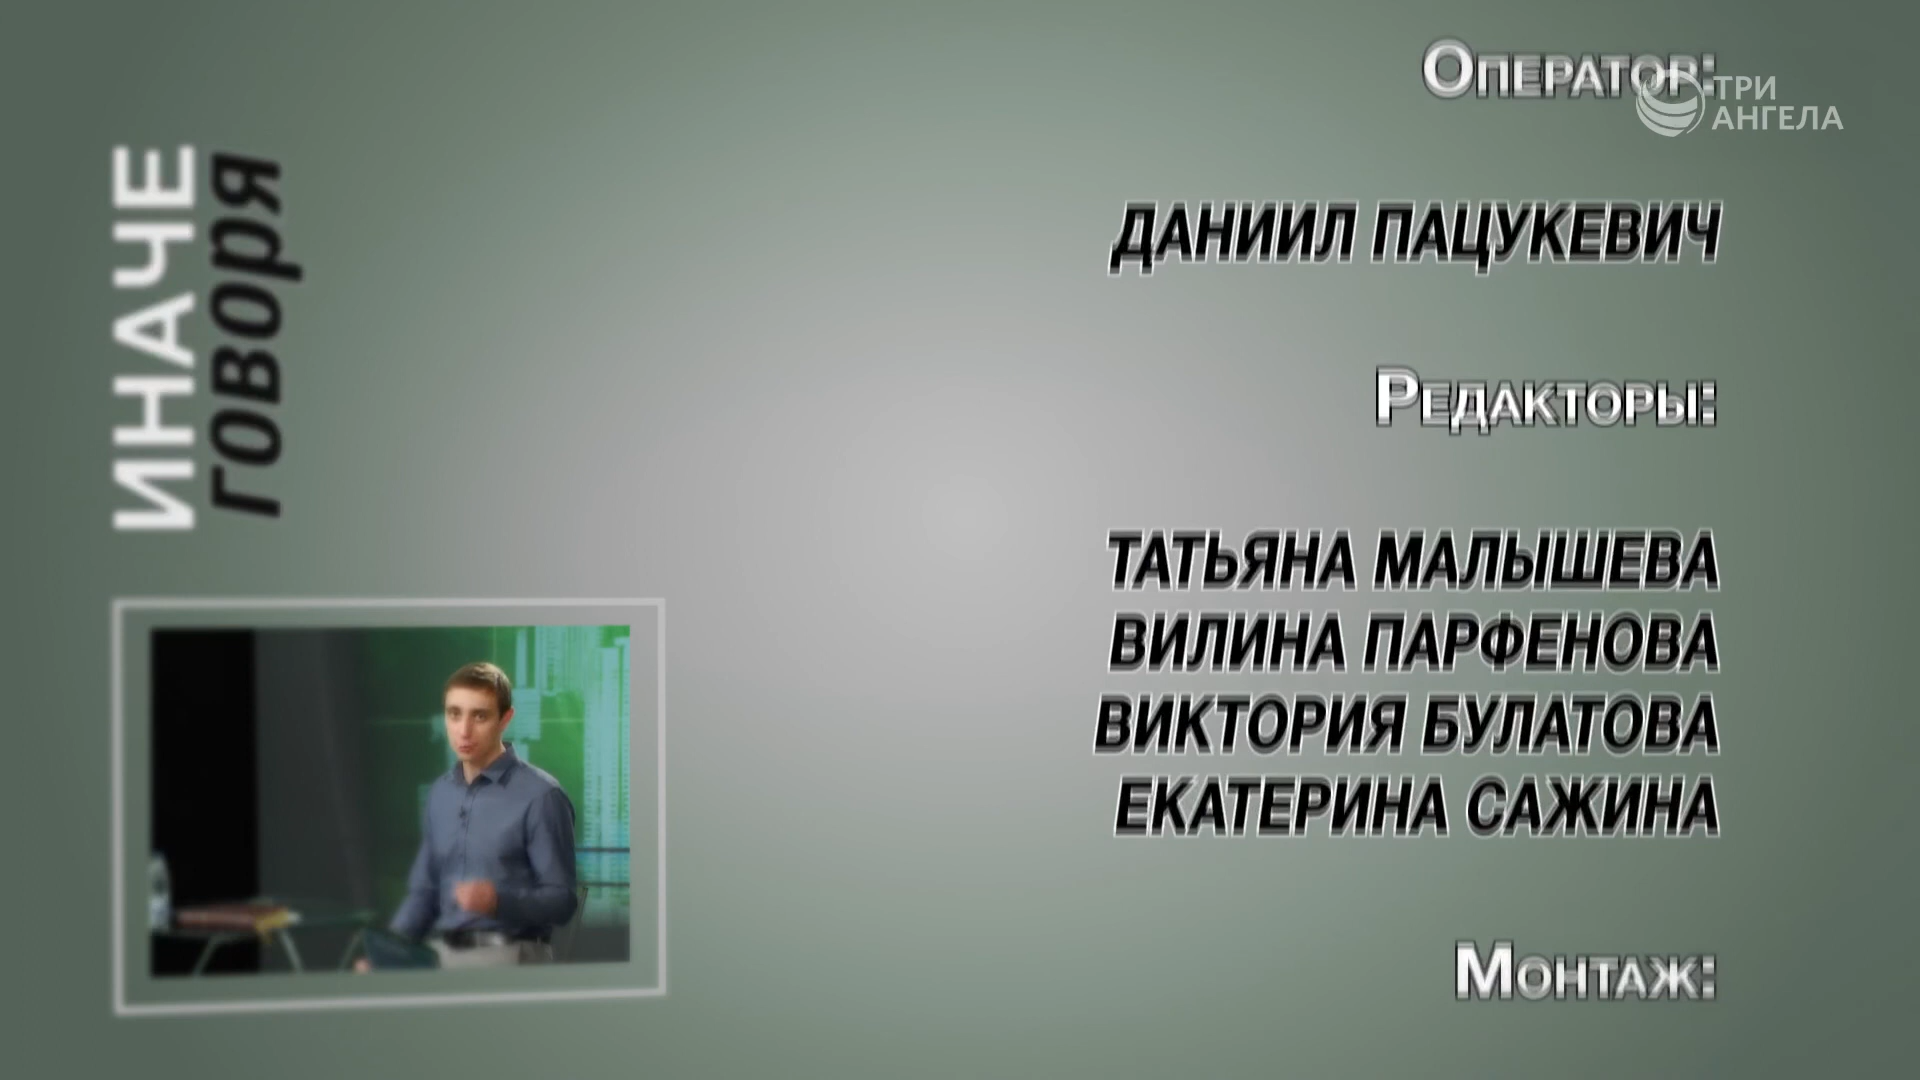 ИНАЧЕ
говоря
Оператор:
ТРИ
АНГЕЛА
ДАНИИЛ ПАЦУКЕВИЧ
Редакторы:
ТАТЬЯНА МАЛЫШЕВА
ВИЛИНА ПАРФЕНОВА
ВИКТОРИЯ БУЛАТОВА
ЕКАТЕРИНА САЖИНА
Монтаж: